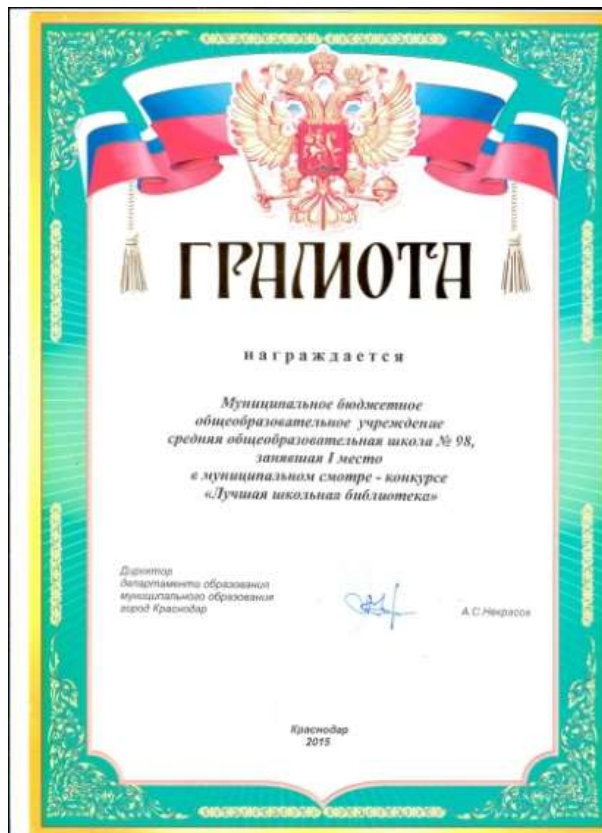 ГРАМОТА
награждается
Муниципальное бюджетное
общеобразовательное учреждение
средняя общеобразовательная школа № 98,
занявшая I место
в муниципальном смотре - конкурсе
«Лучшая школьная библиотека»
Директор
департамента образования
муниципального образования
город Краснодар
А.С.Некрасов
Краснодар
2015